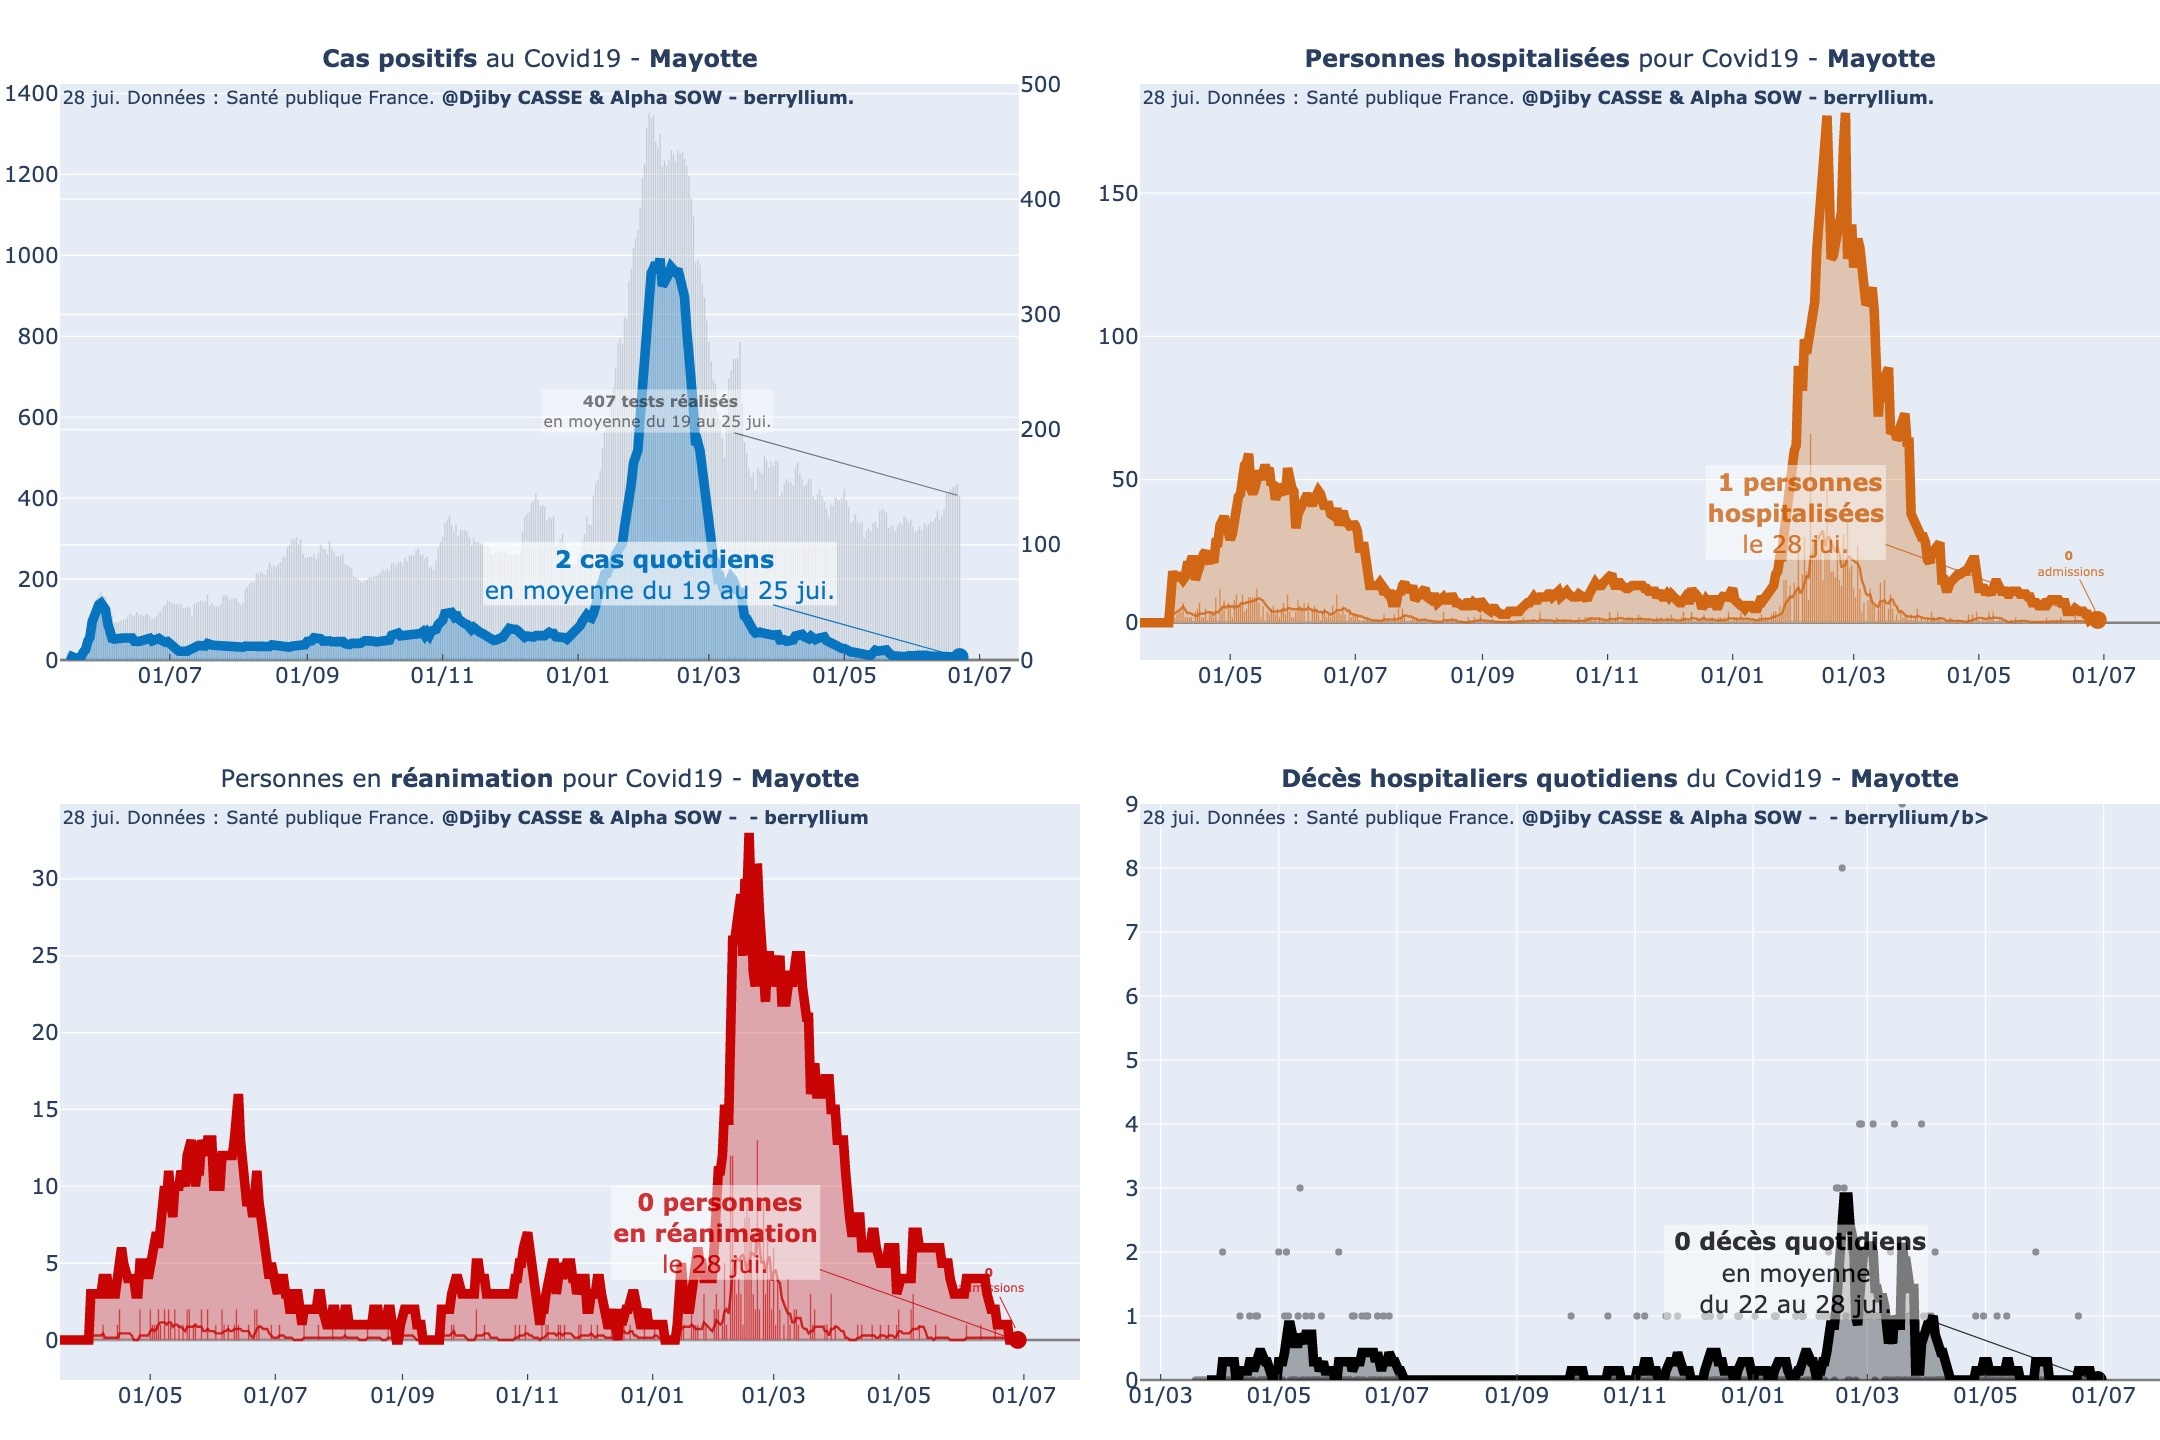 Cas positifs au Covid19 - Mayotte
28 jui. Données : Santé publique France. @Djiby CASSE & Alpha SOW - berryllium.
1400
1200
1000
800
600
400
200
0
500
400
300
200
100
0
407 tests réalisés
en moyenne du 19 au 25 jui.
2 cas quotidiens
en moyenne du 19 au 25 jui.
01/07 01/09 01/11 01/01 01/03 01/05 01/07
Personnes hospitalisées pour Covid19 - Mayotte
28 jui. Données : Santé publique France. @Djiby CASSE & Alpha SOW - berryllium.
150
100
50
0
1 personnes
hospitalisées
le 28 jui.
0
admissions
01/05 01/07 01/09 01/11 01/01 01/03 01/05 01/07
Personnes en réanimation pour Covid19 - Mayotte
28 jui. Données : Santé publique France. @Djiby CASSE & Alpha SOW -  - berryllium
30
25
20
15
10
5
0
0 personnes
en réanimation
le 28 jui.
0
admissions
01/05 01/07 01/09 01/11 01/01 01/03 01/05 01/07
Décès hospitaliers quotidiens du Covid19 - Mayotte
28 jui. Données : Santé publique France. @Djiby CASSE & Alpha SOW -  - berryllium/b>
9
8
7
6
5
4
3
2
1
0
0 décès quotidiens
en moyenne
du 22 au 28 jui.
01/03 01/05 01/07 01/09 01/11 01/01 01/03 01/05 01/07